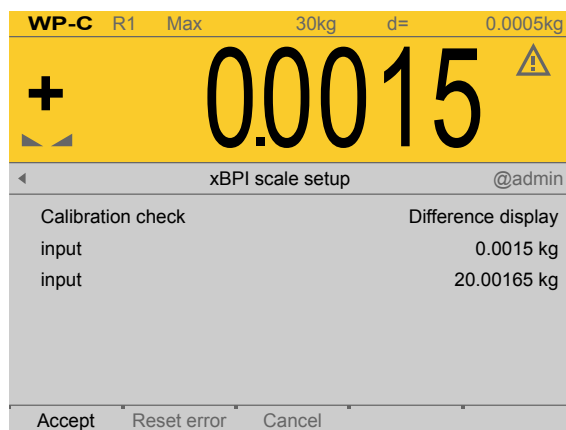 WP-C R1 Max 30kg d= 0.0005kg
+ 0.0015
xBPI scale setup @admin
Calibration check Difference display
input 0.0015 kg
input 20.00165 kg
Accept Reset error Cancel